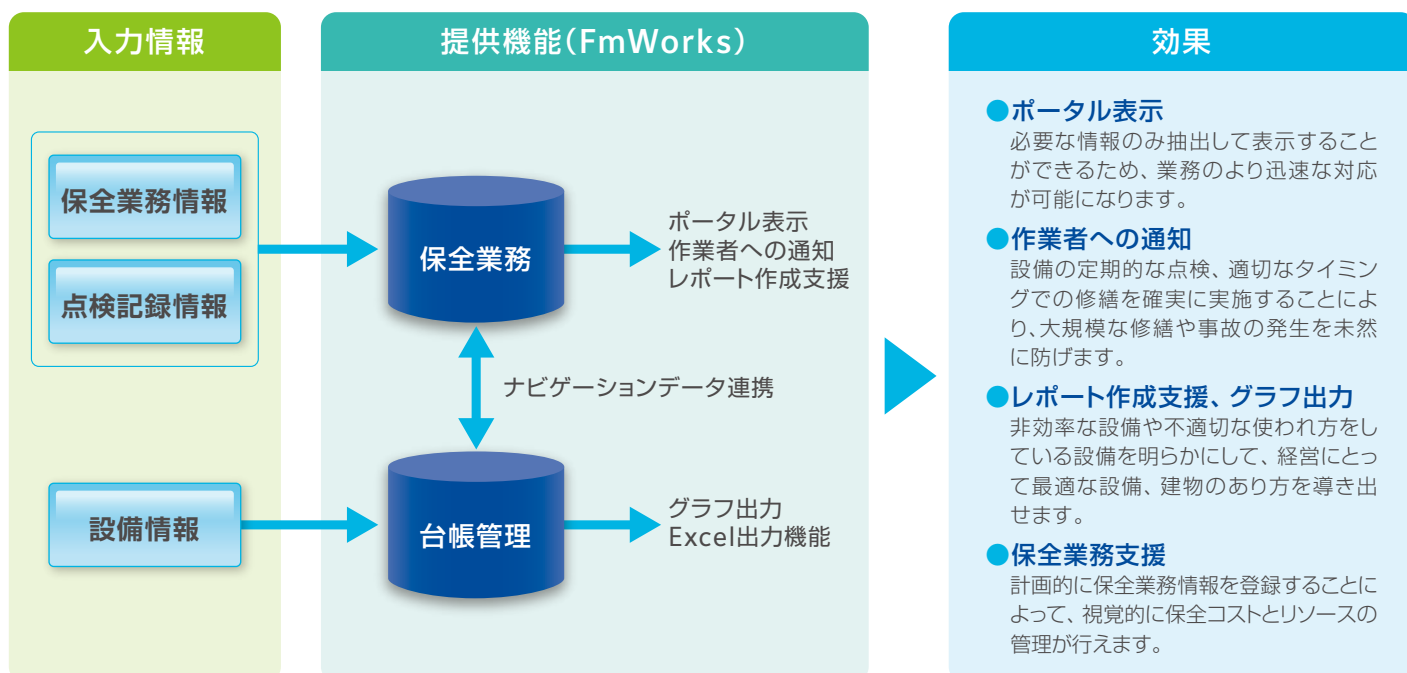 入力情報
保全業務情報
点検記録情報
設備情報
提供機能(FmWorks)
保全業務
ポータル表示
作業者への通知
レポート作成支援
ナビゲーションデータ連携
台帳管理
グラフ出力
Excel出力機能
効果
●ポータル表示
必要な情報のみ抽出して表示すること
ができるため、業務のより迅速な対応
が可能になります。
●作業者への通知
設備の定期的な点検、適切なタイミン
グでの修繕を確実に実施することによ
り、大規模な修繕や事故の発生を未然
に防げます。
●レポート作成支援、グラフ出力
非効率な設備や不適切な使われ方をし
ている設備を明らかにして、経営にとっ
て最適な設備、建物のあり方を導き出
せます。
●保全業務支援
計画的に保全業務情報を登録することに
よって、視覚的に保全コストとリソースの
管理が行えます。